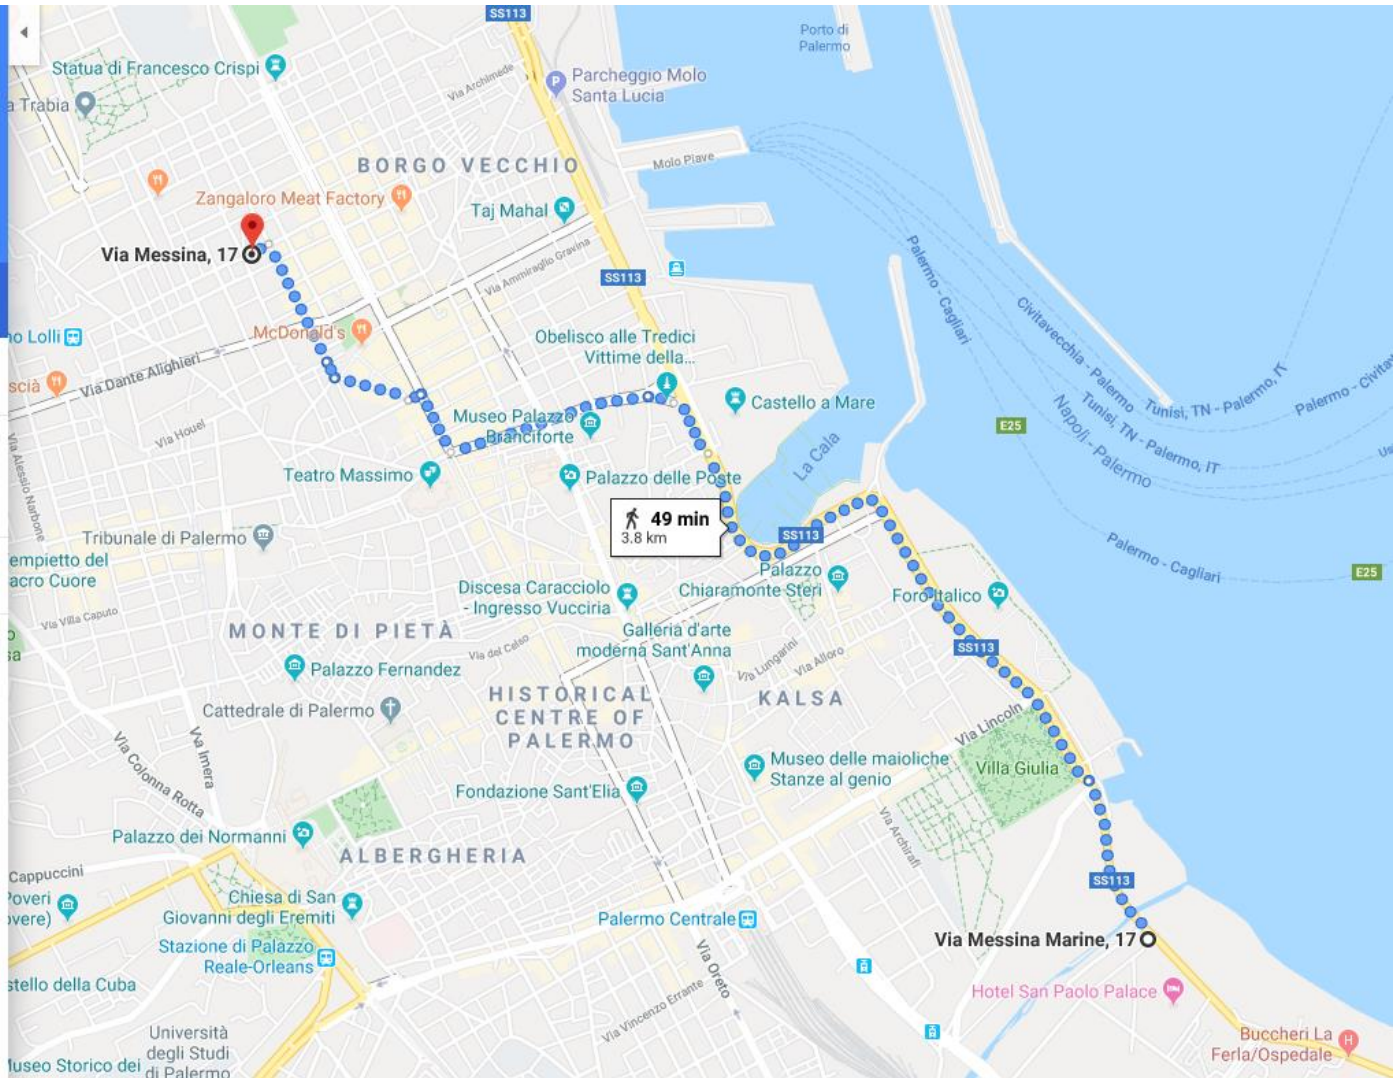 SS113
Porto di
Palermo
Statua di Francesco Crispi
Via Archimede
P
Parcheggio Molo
Santa Lucia
a Trabia
BORGO VECCHIO
Molo Piave
Zangaloro Meat Factory
Taj Mahal
Via Messina, 17
Via Ammiraglio Gravina
SS113
Palermo - Cagliari
Civitavecchia - Palermo
no Lolli
McDonald's
Obelisco alle Tredici
Vittime della...
Via Dante Alighieri
scià
Castello a Mare
Tunisi, TN - Palermo, IT
Palermo - Civitav
Napoli - Palermo
Tunisi, TN - Palermo, IT
E25
Museo Palazzo
Branciforte
Via Houel
La Cala
Teatro Massimo
Palazzo delle Poste
Via Alessio Narbone
49 min
3.8 km
SS113
Tribunale di Palermo
Palermo - Cagliari
E25
empietto del
acro Cuore
Discesa Caracciolo
- Ingresso Vucciria
Palazzo
Chiaramonte Steri
Foro Italico
Via Villa Caputo
MONTE DI PIETÀ
Galleria d'arte
moderna Sant'Anna
Via del Celso
Via Lungarini
Via Alloro
SS113
o
sa
Palazzo Fernandez
HISTORICAL
CENTRE OF
PALERMO
KALSA
Cattedrale di Palermo
Via Lincoln
Via Colonna Rotta
Via Imera
Museo delle maioliche
Stanze al genio
Villa Giulia
Fondazione Sant'Elia
Via Archirafi
Palazzo dei Normanni
ALBERGHERIA
Cappuccini
SS113
Poveri
overe)
Chiesa di San
Giovanni degli Eremiti
Palermo Centrale
Via Messina Marine, 17
Stazione di Palazzo
Reale-Orleans
Via Oreto
stello della Cuba
Hotel San Paolo Palace
Via Vincenzo Errante
Università
degli Studi
di Palermo
Museo Storico dei
Buccheri La
Ferla/Ospedale
H